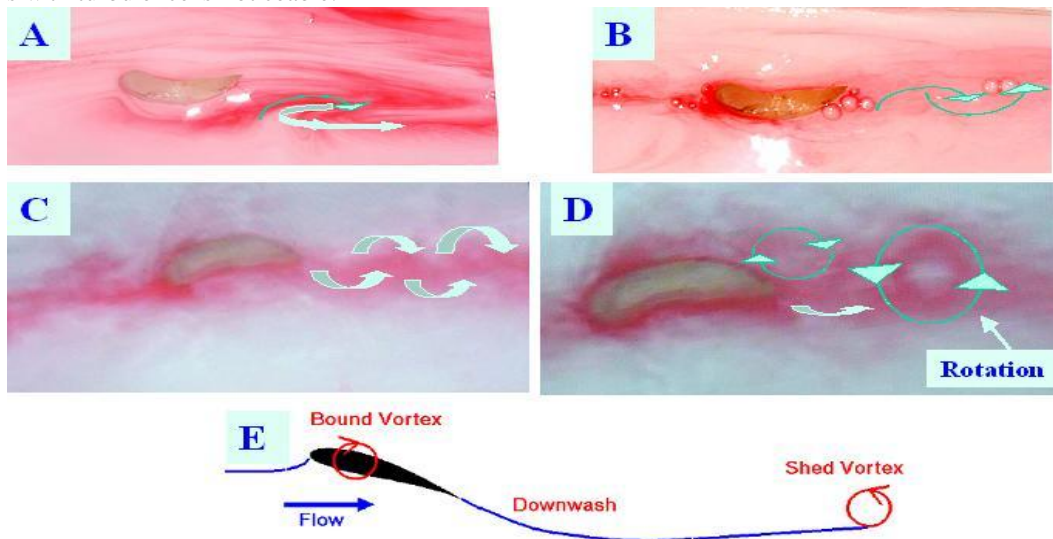 A
B
C
D
Rotation
E
Bound Vortex
Shed Vortex
Downwash
Flow